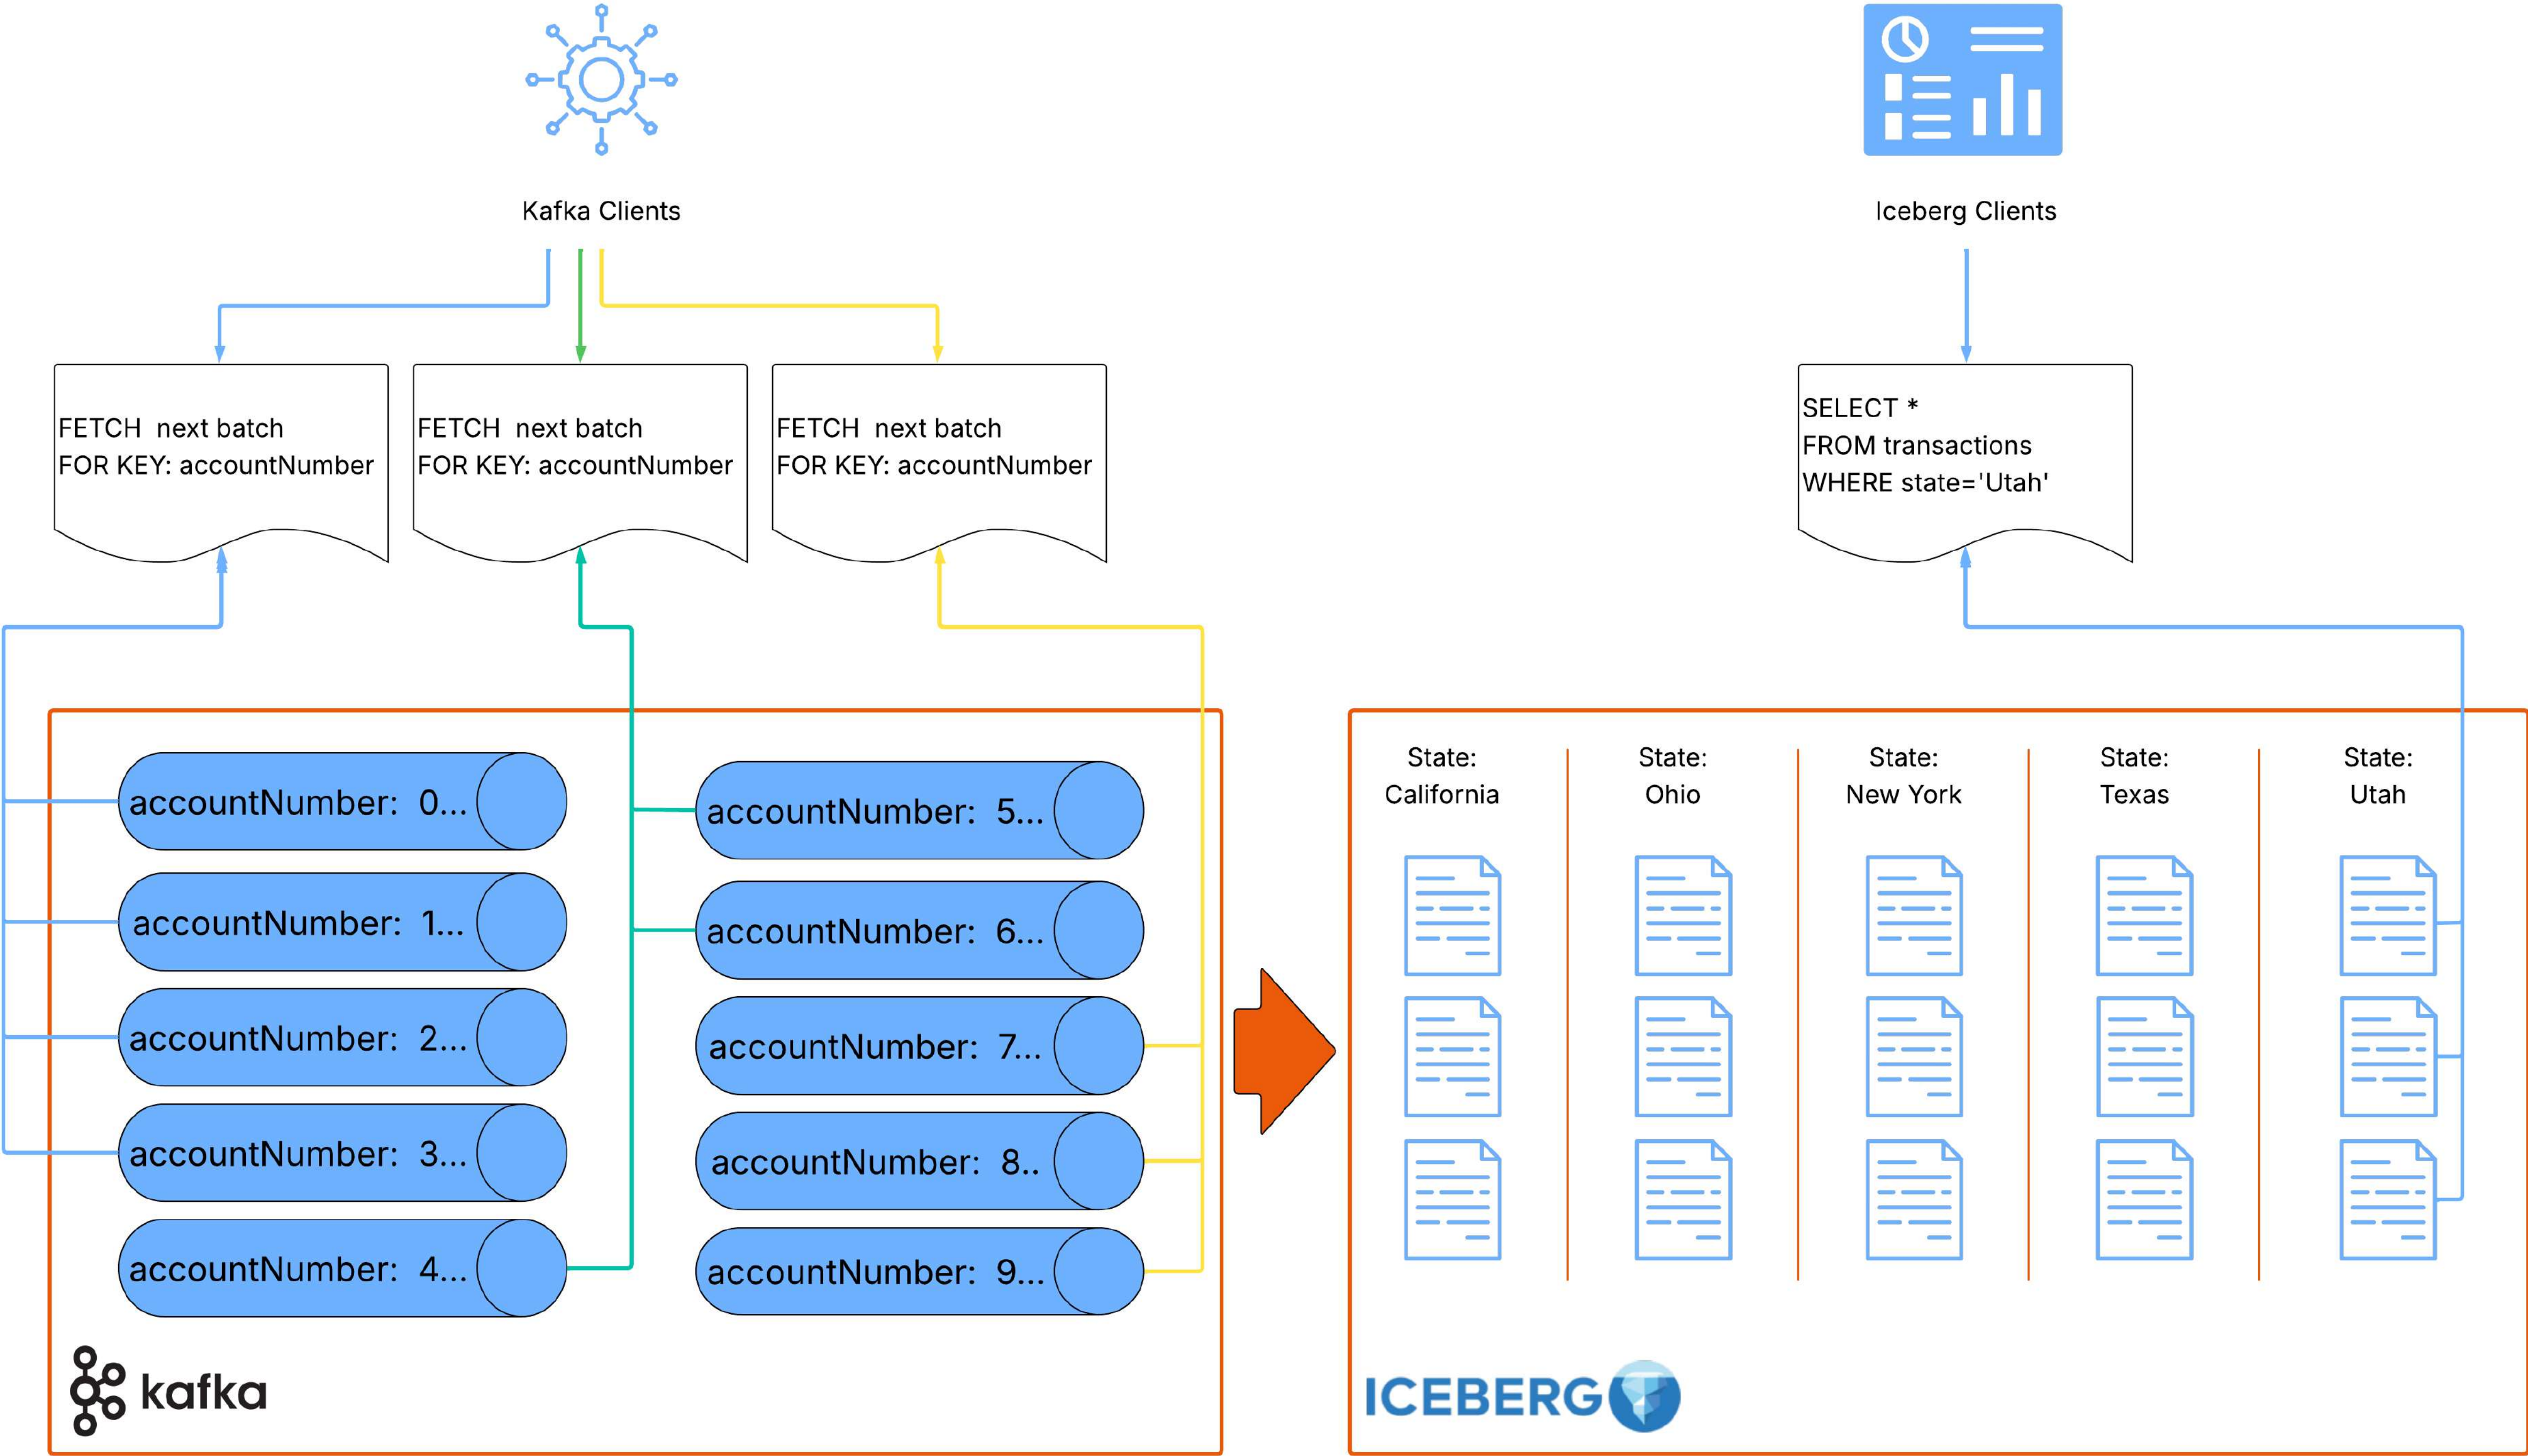 Kafka Clients
Iceberg Clients
FETCH  next batch
FOR KEY: accountNumber
FETCH  next batch
FOR KEY: accountNumber
FETCH  next batch
FOR KEY: accountNumber
SELECT *
FROM transactions
WHERE state='Utah'
accountNumber:  0...
accountNumber:  1...
accountNumber:  2...
accountNumber:  3...
accountNumber:  4...
accountNumber:  5...
accountNumber:  6...
accountNumber:  7...
accountNumber:  8..
accountNumber:  9...
kafka
State:
California
State:
Ohio
State:
New York
State:
Texas
State:
Utah
ICEBERG